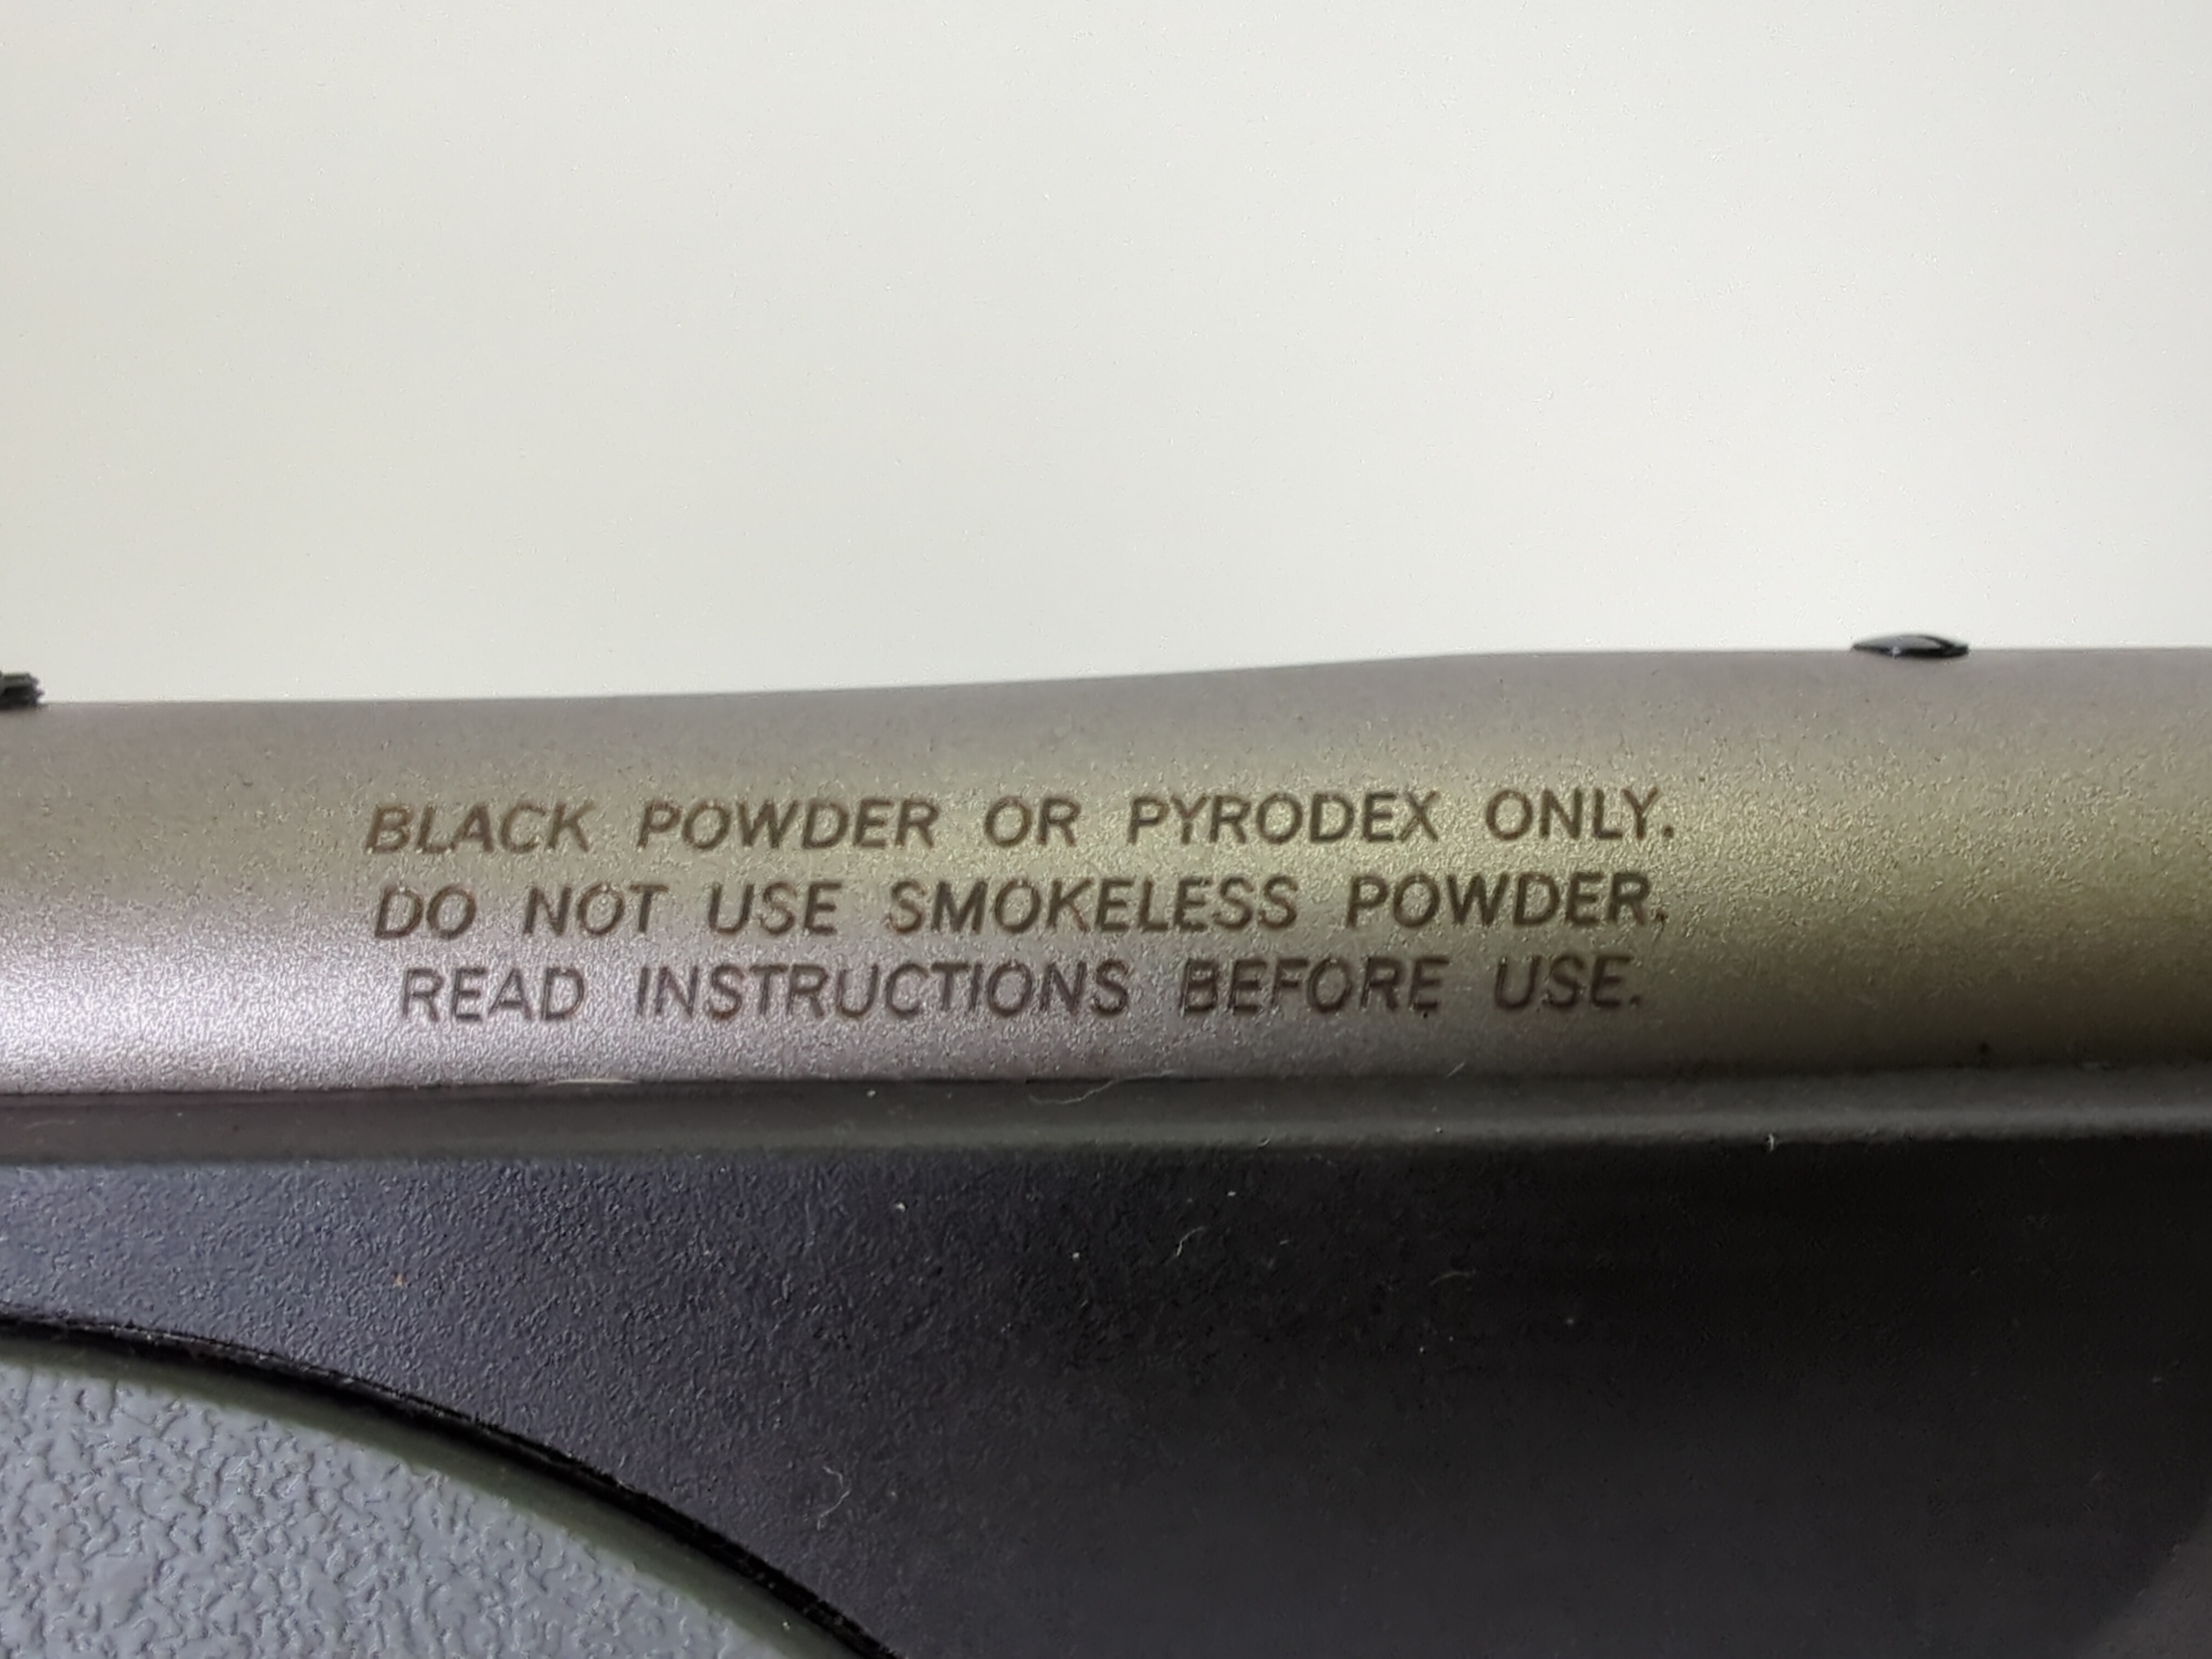 BLACK POWDER OR PYRODEX ONLY.
DO NOT USE SMOKELESS POWDER.
READ INSTRUCTIONS BEFORE USE.